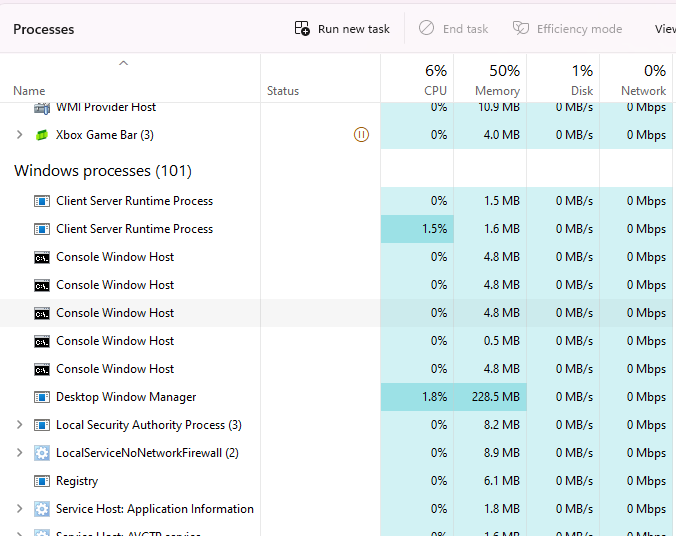 Processes Run new task End task Efficiency mode View
6% 50% 1% 0%
Name Status CPU Memory Disk Network
WMI Provider Host 0% 10.9 MB 0 MB/s 0 Mbps
Xbox Game Bar (3) 0% 4.0 MB 0 MB/s 0 Mbps
Windows processes (101)
Client Server Runtime Process 0% 1.5 MB 0 MB/s 0 Mbps
Client Server Runtime Process 1.5% 1.6 MB 0 MB/s 0 Mbps
Console Window Host 0% 4.8 MB 0 MB/s 0 Mbps
Console Window Host 0% 4.8 MB 0 MB/s 0 Mbps
Console Window Host 0% 4.8 MB 0 MB/s 0 Mbps
Console Window Host 0% 0.5 MB 0 MB/s 0 Mbps
Console Window Host 0% 4.8 MB 0 MB/s 0 Mbps
Desktop Window Manager 1.8% 228.5 MB 0 MB/s 0 Mbps
Local Security Authority Process (3) 0% 8.2 MB 0 MB/s 0 Mbps
LocalServiceNoNetworkFirewall (2) 0% 8.9 MB 0 MB/s 0 Mbps
Registry 0% 6.1 MB 0 MB/s 0 Mbps
Service Host: Application Information 0% 1.8 MB 0 MB/s 0 Mbps
Service Host: AVCTP service 0% 1.6 MB 0 MB/s 0 Mbps